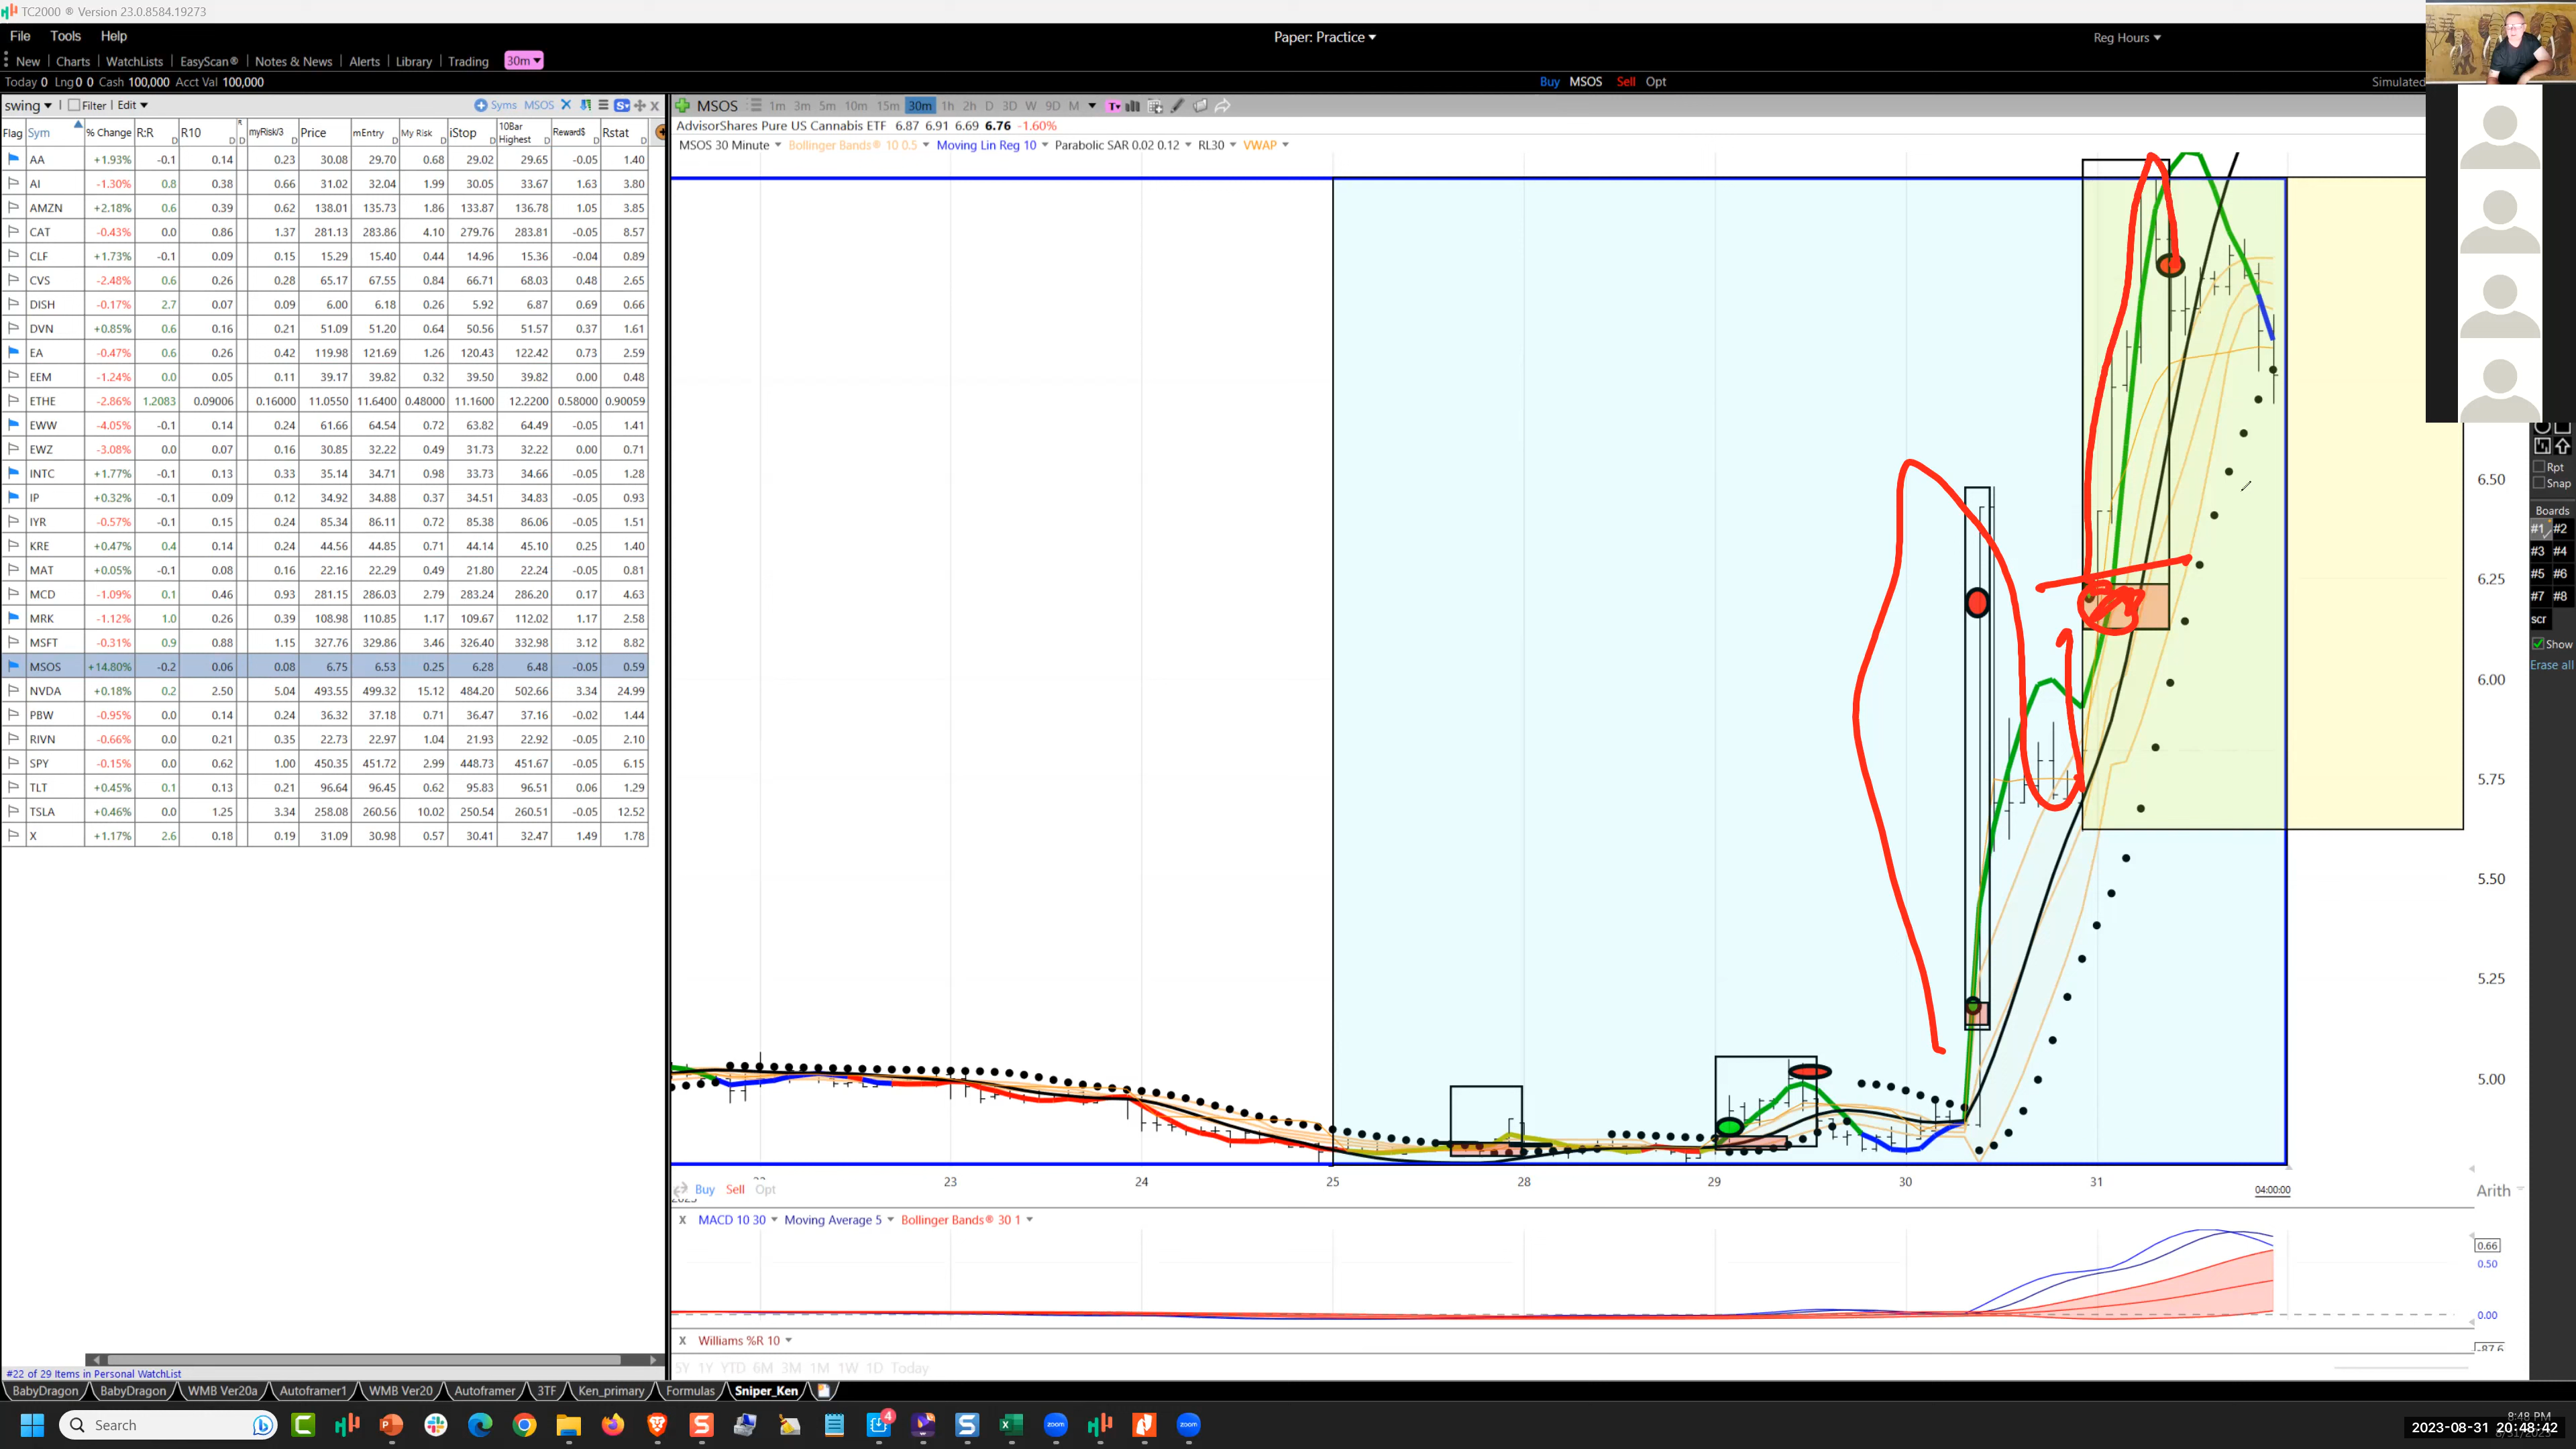 TC2000 ® Version 23.0.8584.19273
File Tools Help
Paper: Practice
Reg Hours
New Charts WatchLists EasyScan® Notes & News Alerts Library Trading 30m
Today 0 Lng 0 0 Cash 100,000 Acct Val 100,000
Buy MSOS Sell Opt
Simulated
swing Filter Edit Syms MSOS
MSOS 1m 3m 5m 10m 15m 30m 1h 2h D 3D W 9D M
Flag Sym % Change R:R R10 myRisk/3 Price mEntry My Risk iStop 10Bar Highest Reward$ Rstat
AdvisorShares Pure US Cannabis ETF 6.87 6.91 6.69 6.76 -1.60%
MSOS 30 Minute Bollinger Bands® 10 0.5 Moving Lin Reg 10 Parabolic SAR 0.02 0.12 RL30 VWAP
AA +1.93% -0.1 0.14 0.23 30.08 29.70 0.68 29.02 29.65 -0.05 1.40
AI -1.30% 0.8 0.38 0.66 31.02 32.04 1.99 30.05 33.67 1.63 3.80
AMZN +2.18% 0.6 0.39 0.62 138.01 135.73 1.86 133.87 136.78 1.05 3.85
CAT -0.43% 0.0 0.86 1.37 281.13 283.86 4.10 279.76 283.81 -0.05 8.57
CLF +1.73% -0.1 0.09 0.15 15.29 15.40 0.44 14.96 15.36 -0.04 0.89
CVS -2.48% 0.6 0.26 0.28 65.17 67.55 0.84 66.71 68.03 0.48 2.65
DISH -0.17% 2.7 0.07 0.09 6.00 6.18 0.26 5.92 6.87 0.69 0.66
DVN +0.85% 0.6 0.16 0.21 51.09 51.20 0.64 50.56 51.57 0.37 1.61
EA -0.47% 0.6 0.26 0.42 119.98 121.69 1.26 120.43 122.42 0.73 2.59
EEM -1.24% 0.0 0.05 0.11 39.17 39.82 0.32 39.50 39.82 0.00 0.48
ETHE -2.86% 1.2083 0.09006 0.16000 11.0550 11.6400 0.48000 11.1600 12.2200 0.58000 0.90059
EWW -4.05% -0.1 0.14 0.24 61.66 64.54 0.72 63.82 64.49 -0.05 1.41
EWZ -3.08% 0.0 0.07 0.16 30.85 32.22 0.49 31.73 32.22 0.00 0.71
INTC +1.77% -0.1 0.13 0.33 35.14 34.71 0.98 33.73 34.66 -0.05 1.28
IP +0.32% -0.1 0.09 0.12 34.92 34.88 0.37 34.51 34.83 -0.05 0.93
IYR -0.57% -0.1 0.15 0.24 85.34 86.11 0.72 85.38 86.06 -0.05 1.51
KRE +0.47% 0.4 0.14 0.24 44.56 44.85 0.71 44.14 45.10 0.25 1.40
MAT +0.05% -0.1 0.08 0.16 22.16 22.29 0.49 21.80 22.24 -0.05 0.81
MCD -1.09% 0.1 0.46 0.93 281.15 286.03 2.79 283.24 286.20 0.17 4.63
MRK -1.12% 1.0 0.26 0.39 108.98 110.85 1.17 109.67 112.02 1.17 2.58
MSFT -0.31% 0.9 0.88 1.15 327.76 329.86 3.46 326.40 332.98 3.12 8.82
MSOS +14.80% -0.2 0.06 0.08 6.75 6.53 0.25 6.28 6.48 -0.05 0.59
NVDA +0.18% 0.2 2.50 5.04 493.55 499.32 15.12 484.20 502.66 3.34 24.99
PBW -0.95% 0.0 0.14 0.24 36.32 37.18 0.71 36.47 37.16 -0.02 1.44
RIVN -0.66% 0.0 0.21 0.35 22.73 22.97 1.04 21.93 22.92 -0.05 2.10
SPY -0.15% 0.0 0.62 1.00 450.35 451.72 2.99 448.73 451.67 -0.05 6.15
TLT +0.45% 0.1 0.13 0.21 96.64 96.45 0.62 95.83 96.51 0.06 1.29
TSLA +0.46% 0.0 1.25 3.34 258.08 260.56 10.02 250.54 260.51 -0.05 12.52
X +1.17% 2.6 0.18 0.19 31.09 30.98 0.57 30.41 32.47 1.49 1.78
6.50
6.25
6.00
5.75
5.50
5.25
5.00
Rpt
Snap
Boards
#1 #2
#3 #4
#5 #6
#7 #8
scr
Show
Erase all
23 24 25 28 29 30 31 04:00:00
Arith
Buy Sell Opt
X MACD 10 30 Moving Average 5 Bollinger Bands® 30 1
0.66
0.50
0.00
X Williams %R 10
-87.6
5Y 1Y YTD 6M 3M 1M 1W 1D Today
#22 of 29 Items in Personal WatchList
BabyDragon BabyDragon WMB Ver20a Autoframer1 WMB Ver20 Autoframer 3TF Ken_primary Formulas Sniper_Ken
Search
4
zoom
zoom
8:48 PM
2023-08-31 20:48:42